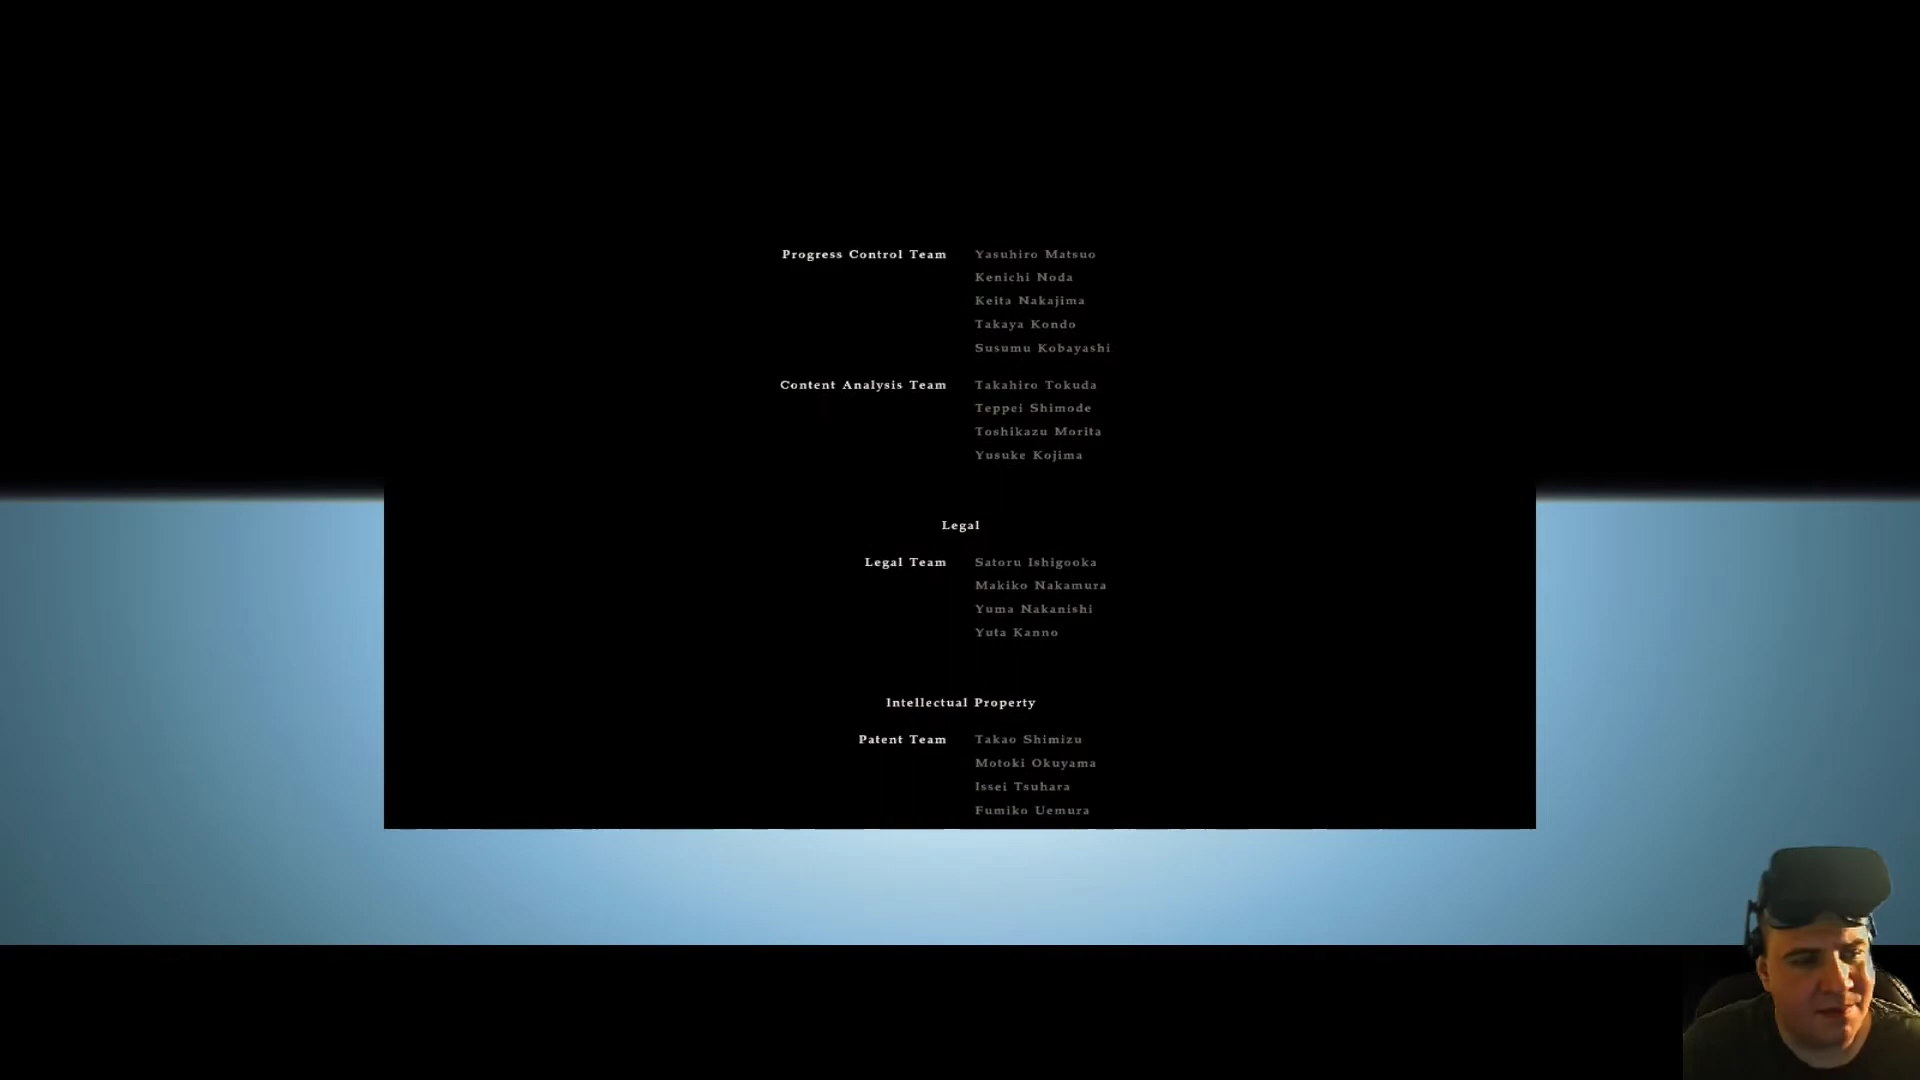 Progress Control Team Yasuhiro Matsuo
Kenichi Noda
Keita Nakajima
Takaya Kondo
Susumu Kobayashi
Content Analysis Team Takahiro Tokuda
Teppei Shimode
Toshikazu Morita
Yusuke Kojima
Legal
Legal Team Satoru Ishigooka
Makiko Nakamura
Yuma Nakanishi
Yuta Kanno
Intellectual Property
Patent Team Takao Shimizu
Motoki Okuyama
Issei Tsuhara
Fumiko Uemura